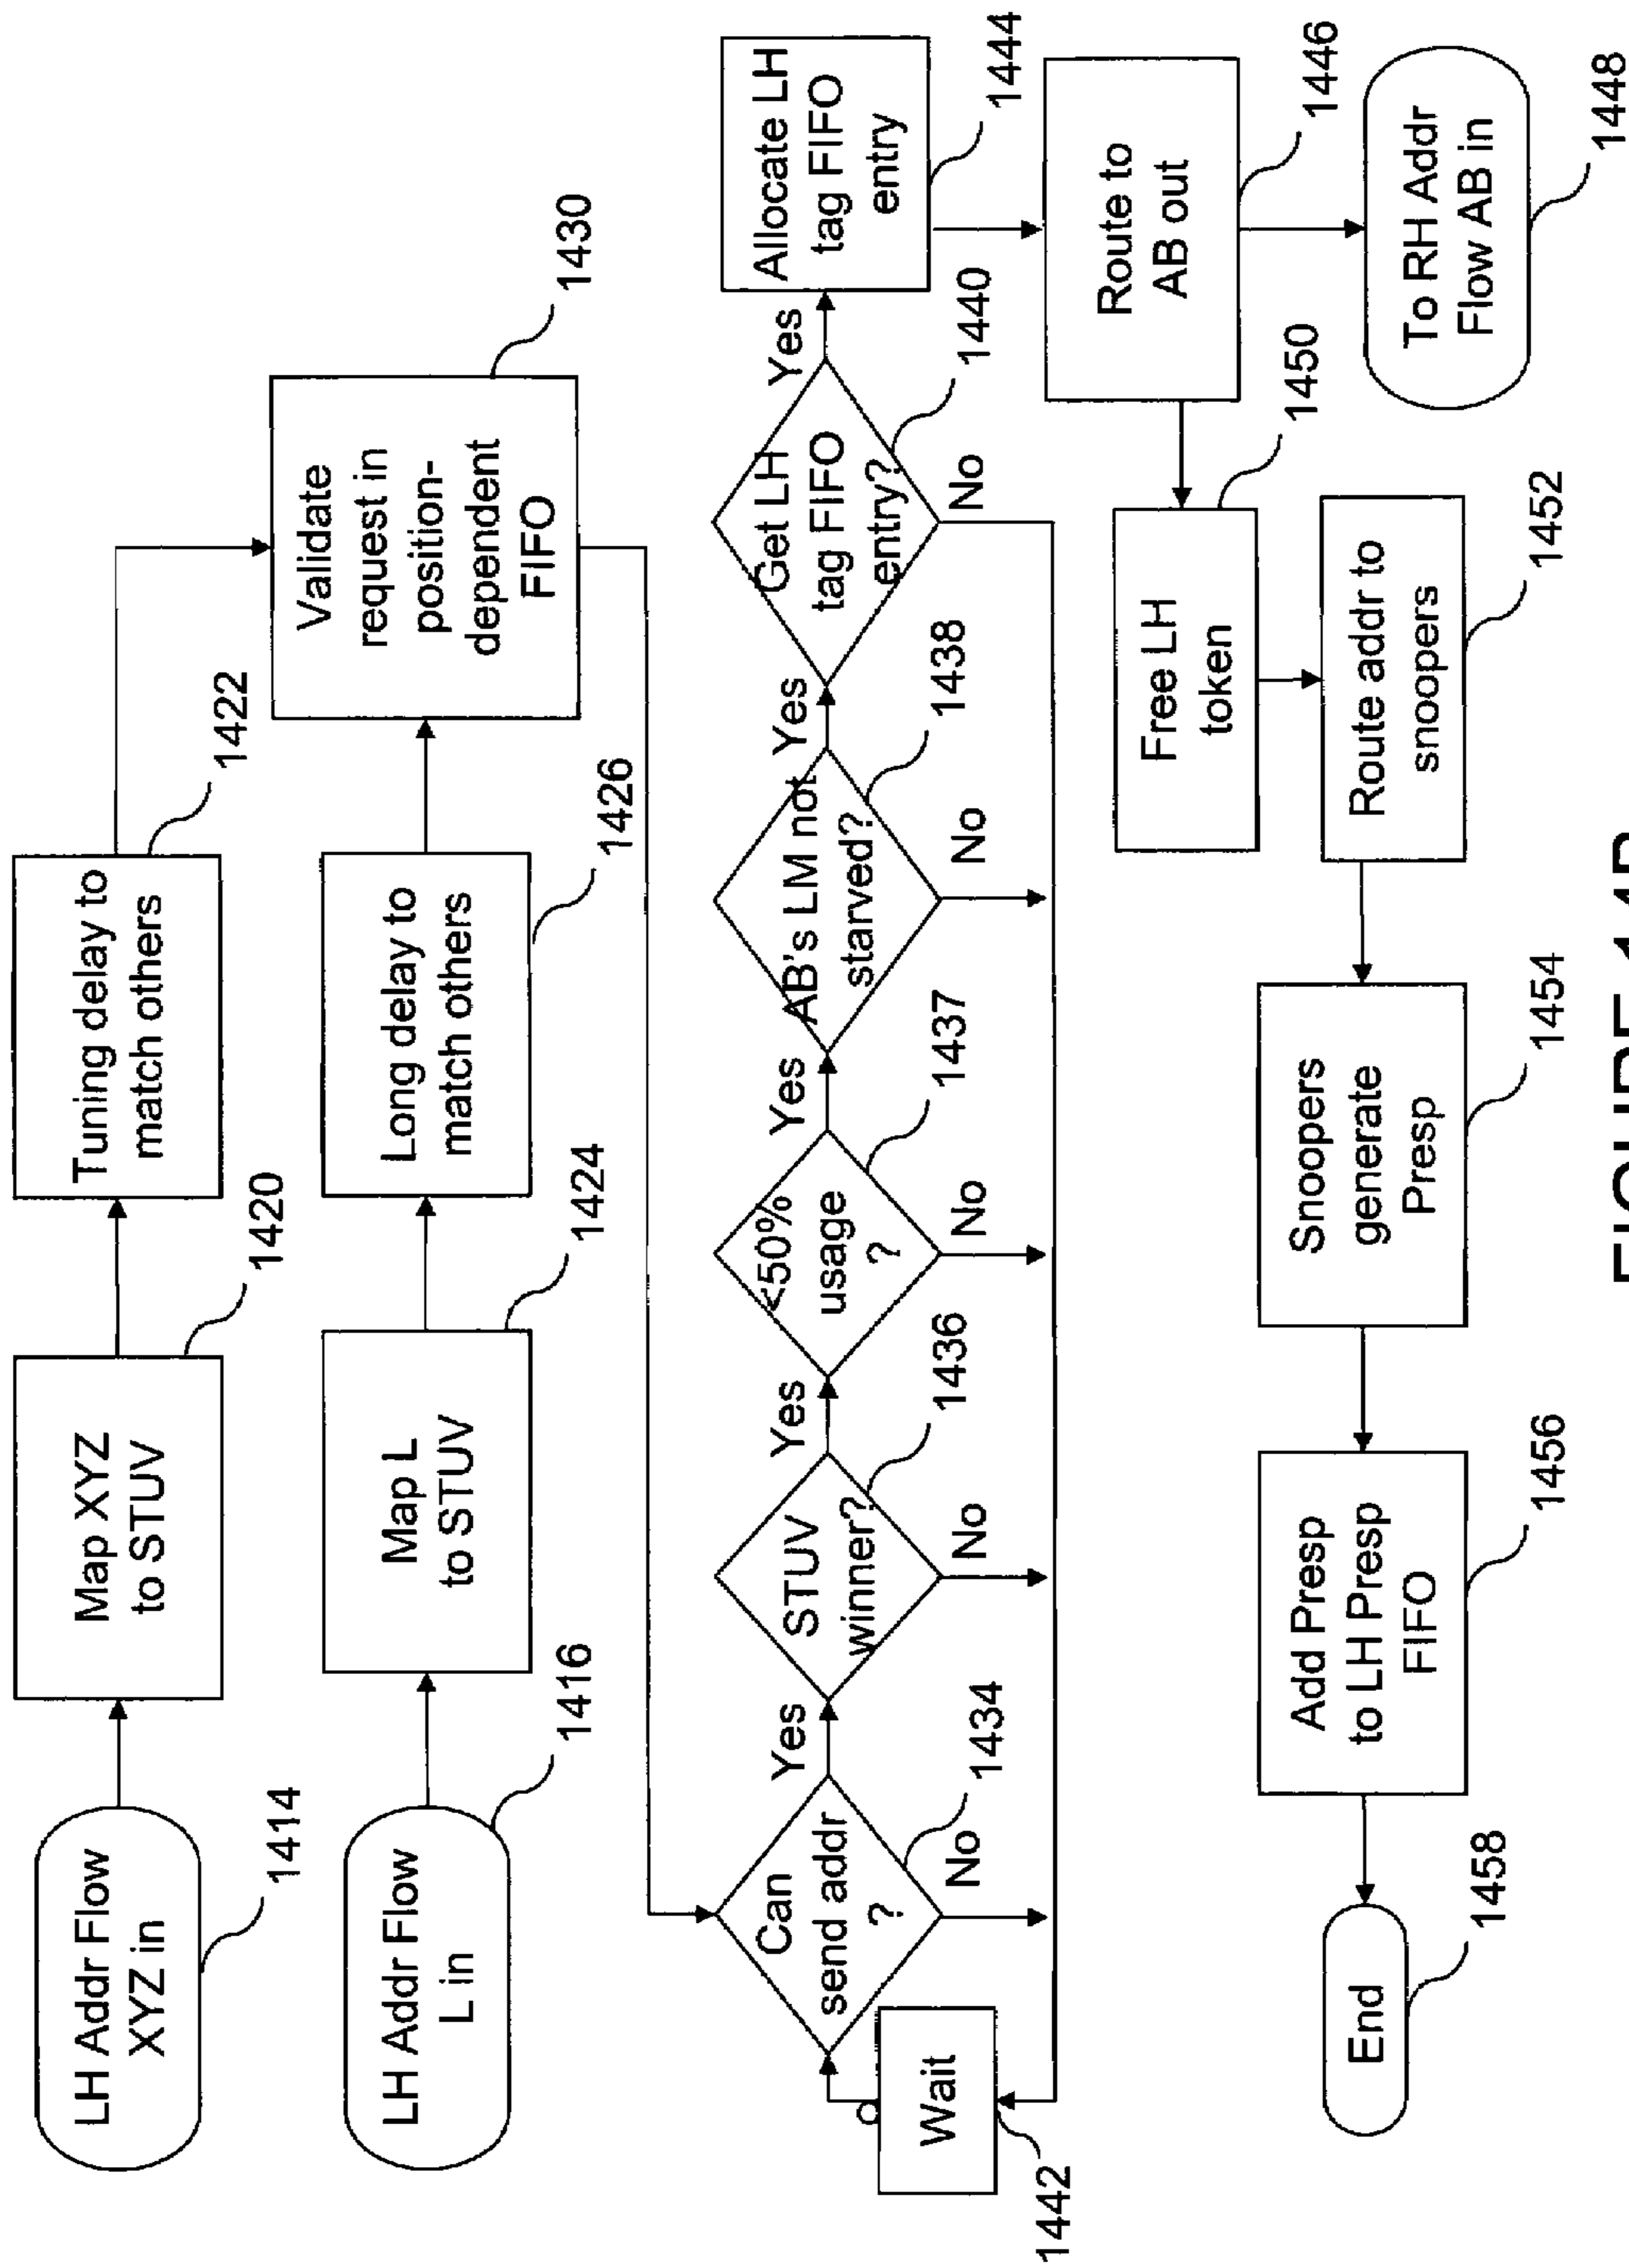 LH Addr Flow
XYZ in
1414
Map XYZ
to STUV
1420
Tuning delay to
match others
1422
LH Addr Flow
L in
1416
Map L
to STUV
1424
Long delay to
match others
1426
Validate
request in
position-
dependent
FIFO
1430
Wait
1442
Can
send addr
?
1434
Yes
No
STUV
winner?
1436
Yes
No
<50%
usage
?
1437
Yes
No
AB's LM not
starved?
1438
Yes
No
Get LH
tag FIFO
entry?
1440
Yes
No
Allocate LH
tag FIFO
entry
1444
Route to
AB out
1446
To RH Addr
Flow AB in
1448
Free LH
token
1450
Route addr to
snoopers
1452
Snoopers
generate
Presp
1454
Add Presp
to LH Presp
FIFO
1456
End
1458